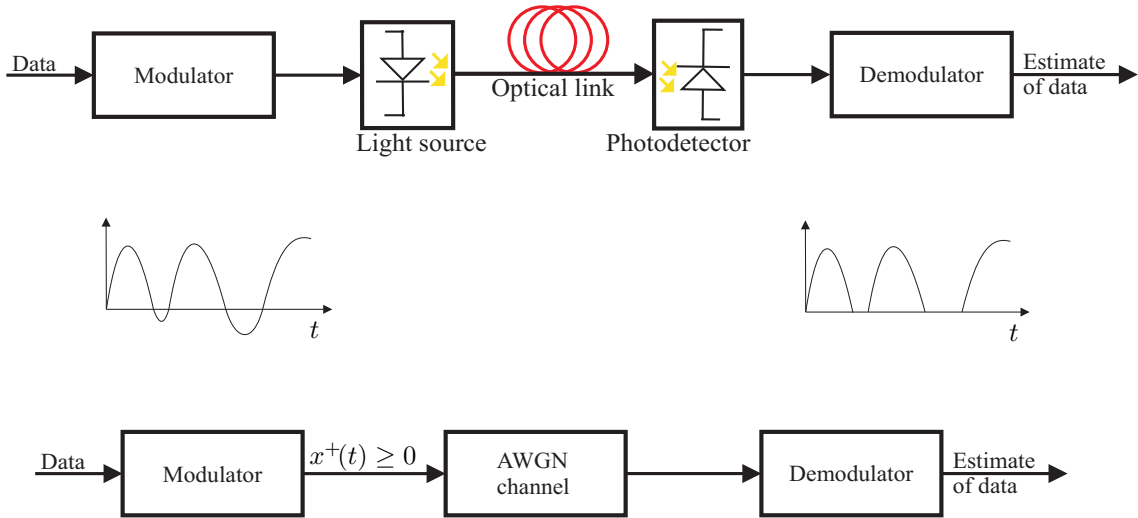 Data
Modulator
Light source
Optical link
Photodetector
Demodulator
Estimate
of data
t
t
Data
Modulator
x⁺(t) ≥ 0
AWGN
channel
Demodulator
Estimate
of data